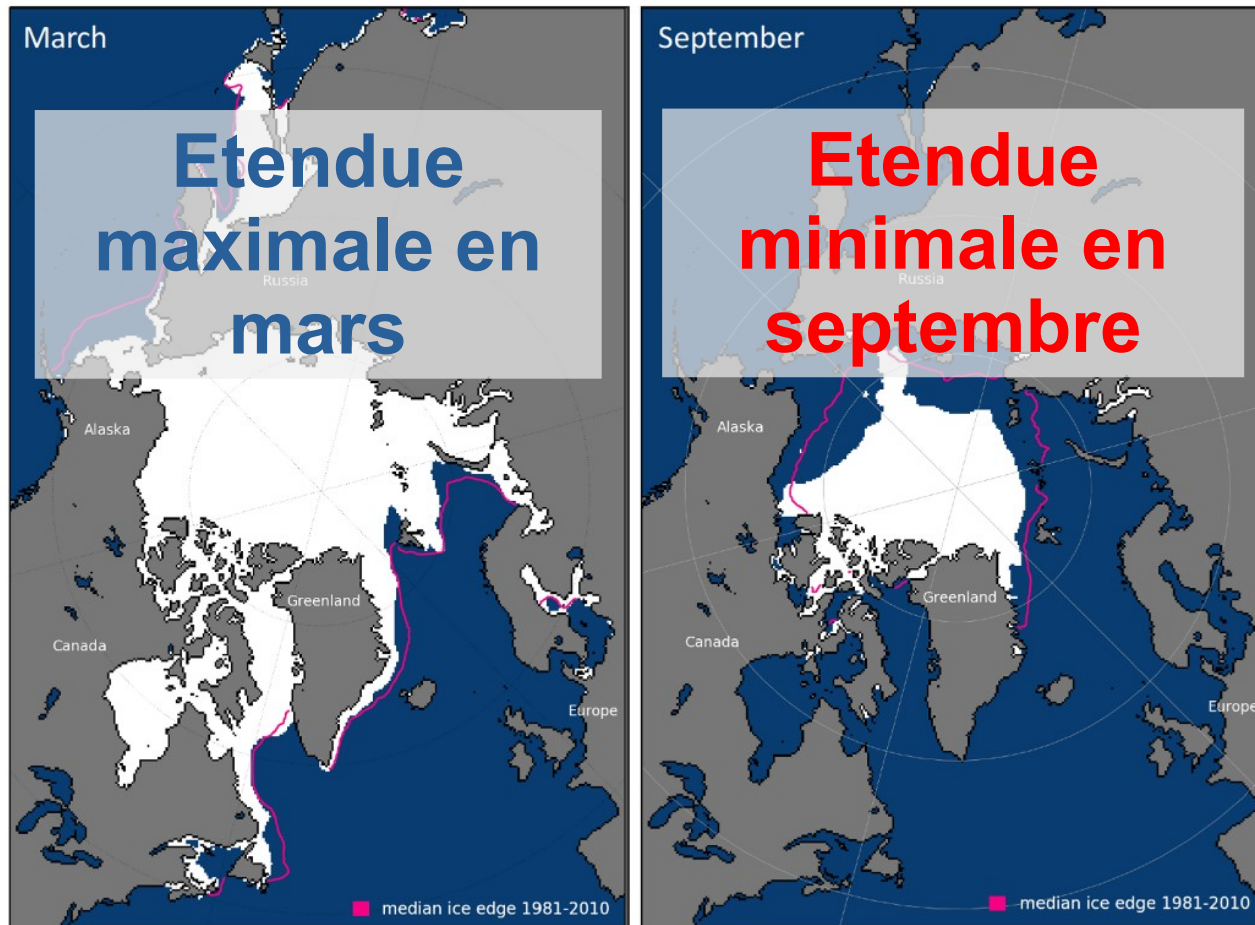 March
Etendue
maximale en
mars
Russia
Alaska
Greenland
Canada
Europe
median ice edge 1981-2010
September
Etendue
minimale en
septembre
Russia
Alaska
Greenland
Canada
Europe
median ice edge 1981-2010